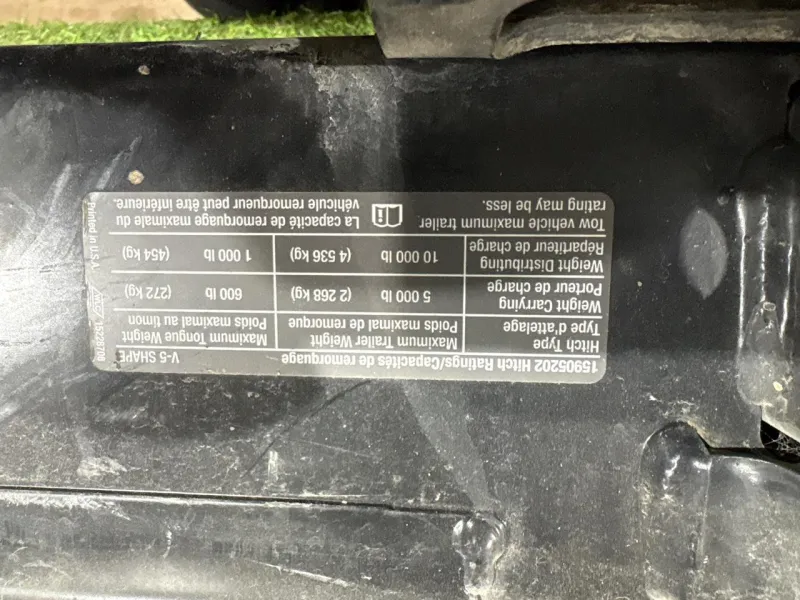 15905202 Hitch Ratings/Capacités de remorquage V-5 SHAPE
Hitch Type
Type d'attelage
Maximum Trailer Weight
Poids maximal de remorque
Maximum Tongue Weight
Poids maximal au timon
Weight Carrying
Porteur de charge
5 000 lb (2 268 kg)
600 lb (272 kg)
Weight Distributing
Répartiteur de charge
10 000 lb (4 536 kg)
1 000 lb (454 kg)
Tow vehicle maximum trailer
rating may be less.
La capacité de remorquage maximale du
véhicule remorqueur peut être inférieure.
15228708
Printed in U.S.A.